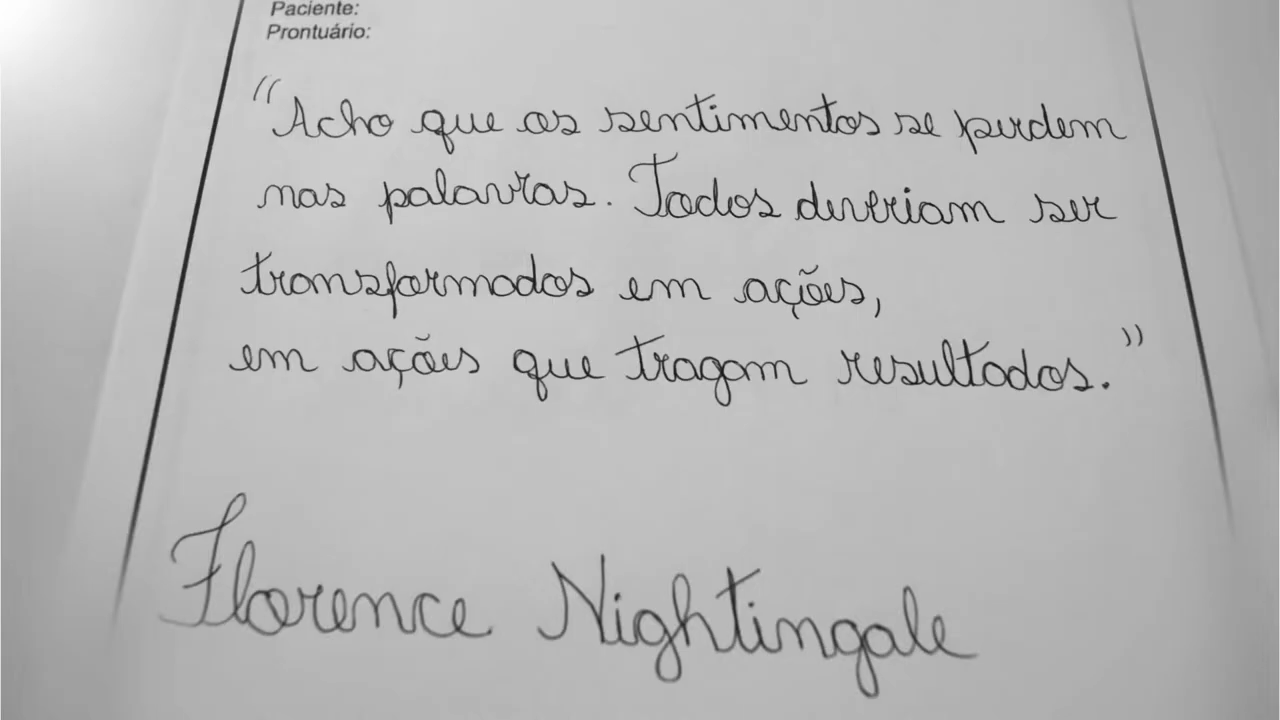 Paciente:
Prontuário:
"Acho que os sentimentos se perdem
nas palavras. Todos deveriam ser
transformados em ações,
em ações que tragam resultados."
Florence Nightingale